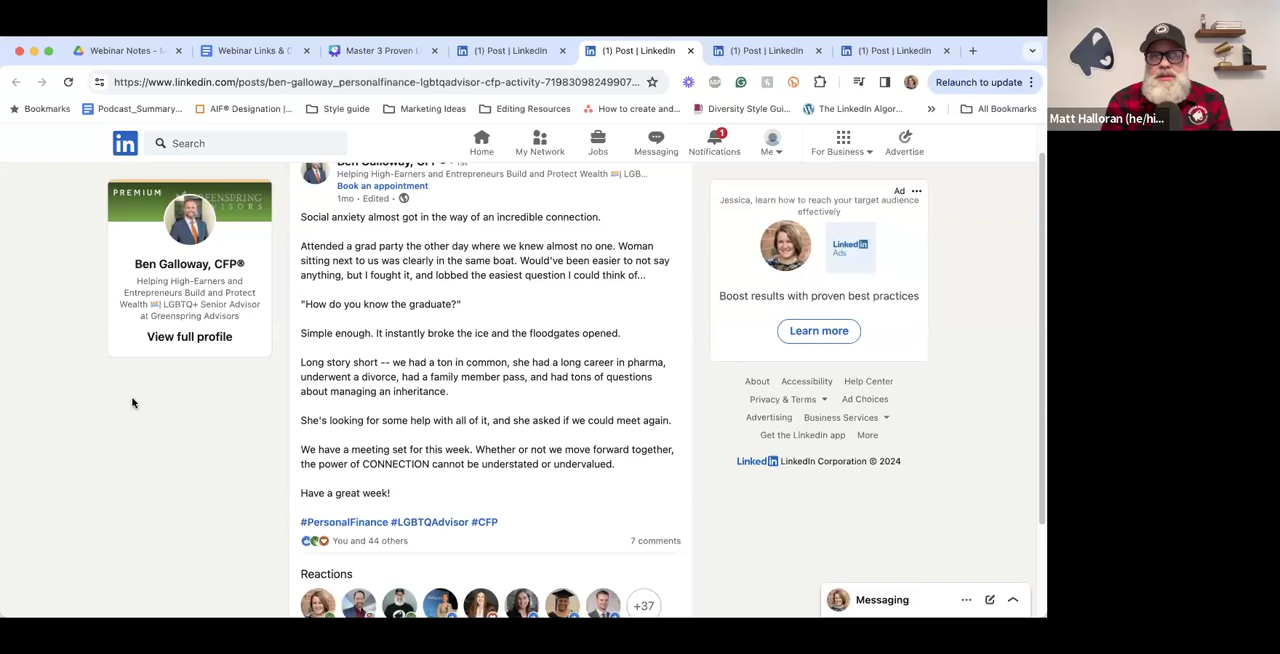 Webinar Notes - M
Webinar Links & C
Master 3 Proven L
(1) Post | LinkedIn
(1) Post | LinkedIn
(1) Post | LinkedIn
(1) Post | LinkedIn
https://www.linkedin.com/posts/ben-galloway_personalfinance-lgbtqadvisor-cfp-activity-71983098249907...
Relaunch to update
Bookmarks
Podcast_Summary...
AIF® Designation |...
Style guide
Marketing Ideas
Editing Resources
How to create and...
Diversity Style Gui...
The LinkedIn Algor...
»
All Bookmarks
in
Search
Home
My Network
Jobs
Messaging
1
Notifications
Me
For Business
Advertise
PREMIUM
GREENSPRING
ADVISORS
Ben Galloway, CFP®
Helping High-Earners and
Entrepreneurs Build and Protect
Wealth LGBTQ+ Senior Advisor
at Greenspring Advisors
View full profile
Ben Galloway, CFP® • 1st
Helping High-Earners and Entrepreneurs Build and Protect Wealth LGB...
Book an appointment
1mo • Edited •
Social anxiety almost got in the way of an incredible connection.
Attended a grad party the other day where we knew almost no one. Woman
sitting next to us was clearly in the same boat. Would've been easier to not say
anything, but I fought it, and lobbed the easiest question I could think of...
"How do you know the graduate?"
Simple enough. It instantly broke the ice and the floodgates opened.
Long story short -- we had a ton in common, she had a long career in pharma,
underwent a divorce, had a family member pass, and had tons of questions
about managing an inheritance.
She's looking for some help with all of it, and she asked if we could meet again.
We have a meeting set for this week. Whether or not we move forward together,
the power of CONNECTION cannot be understated or undervalued.
Have a great week!
#PersonalFinance #LGBTQAdvisor #CFP
You and 44 others
7 comments
Reactions
+37
Ad
Jessica, learn how to reach your target audience
effectively
Linked in
Ads
Boost results with proven best practices
Learn more
About Accessibility Help Center
Privacy & Terms Ad Choices
Advertising Business Services
Get the LinkedIn app More
Linked in LinkedIn Corporation © 2024
Messaging
Matt Halloran (he/hi...